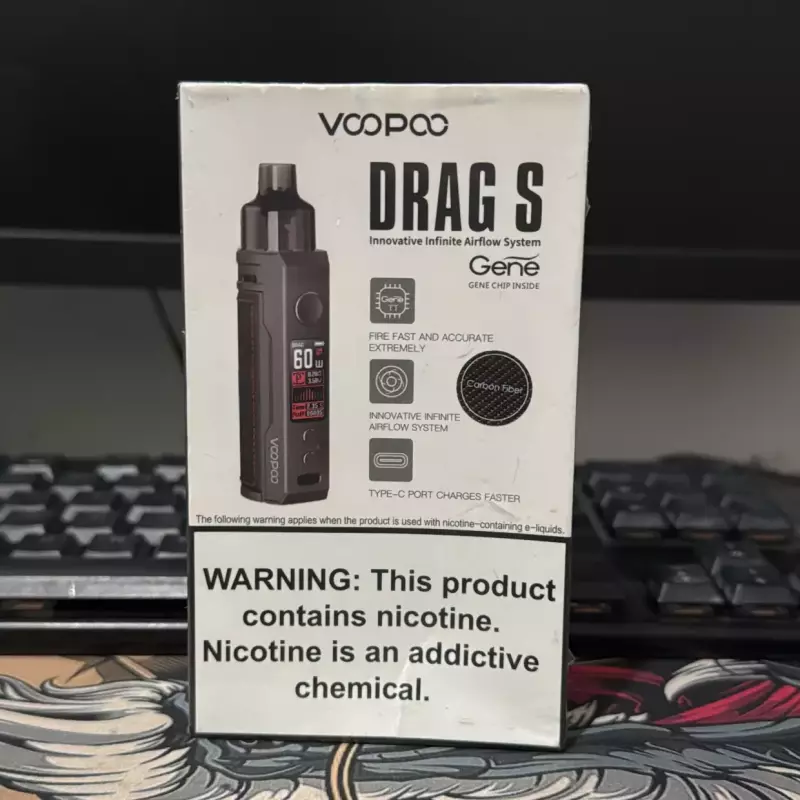 VOOPOO
DRAG S
Innovative Infinite Airflow System
Gene
GENE CHIP INSIDE
Gene
TT
FIRE FAST AND ACCURATE
EXTREMELY
Carbon Fiber
INNOVATIVE INFINITE
AIRFLOW SYSTEM
TYPE-C PORT CHARGES FASTER
60 W
VOOPOO
The following warning applies when the product is used with nicotine-containing e-liquids.
WARNING: This product
contains nicotine.
Nicotine is an addictive
chemical.